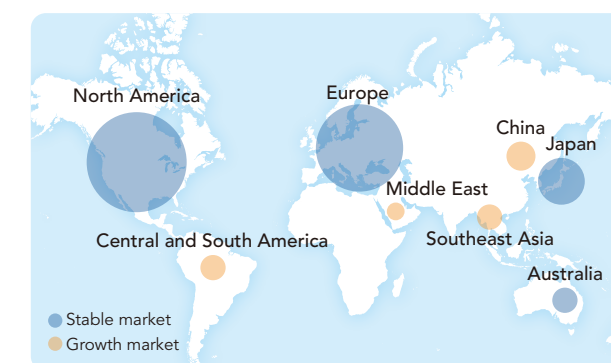 North America
Europe
China
Japan
Middle East
Central and South America
Southeast Asia
Australia
Stable market
Growth market